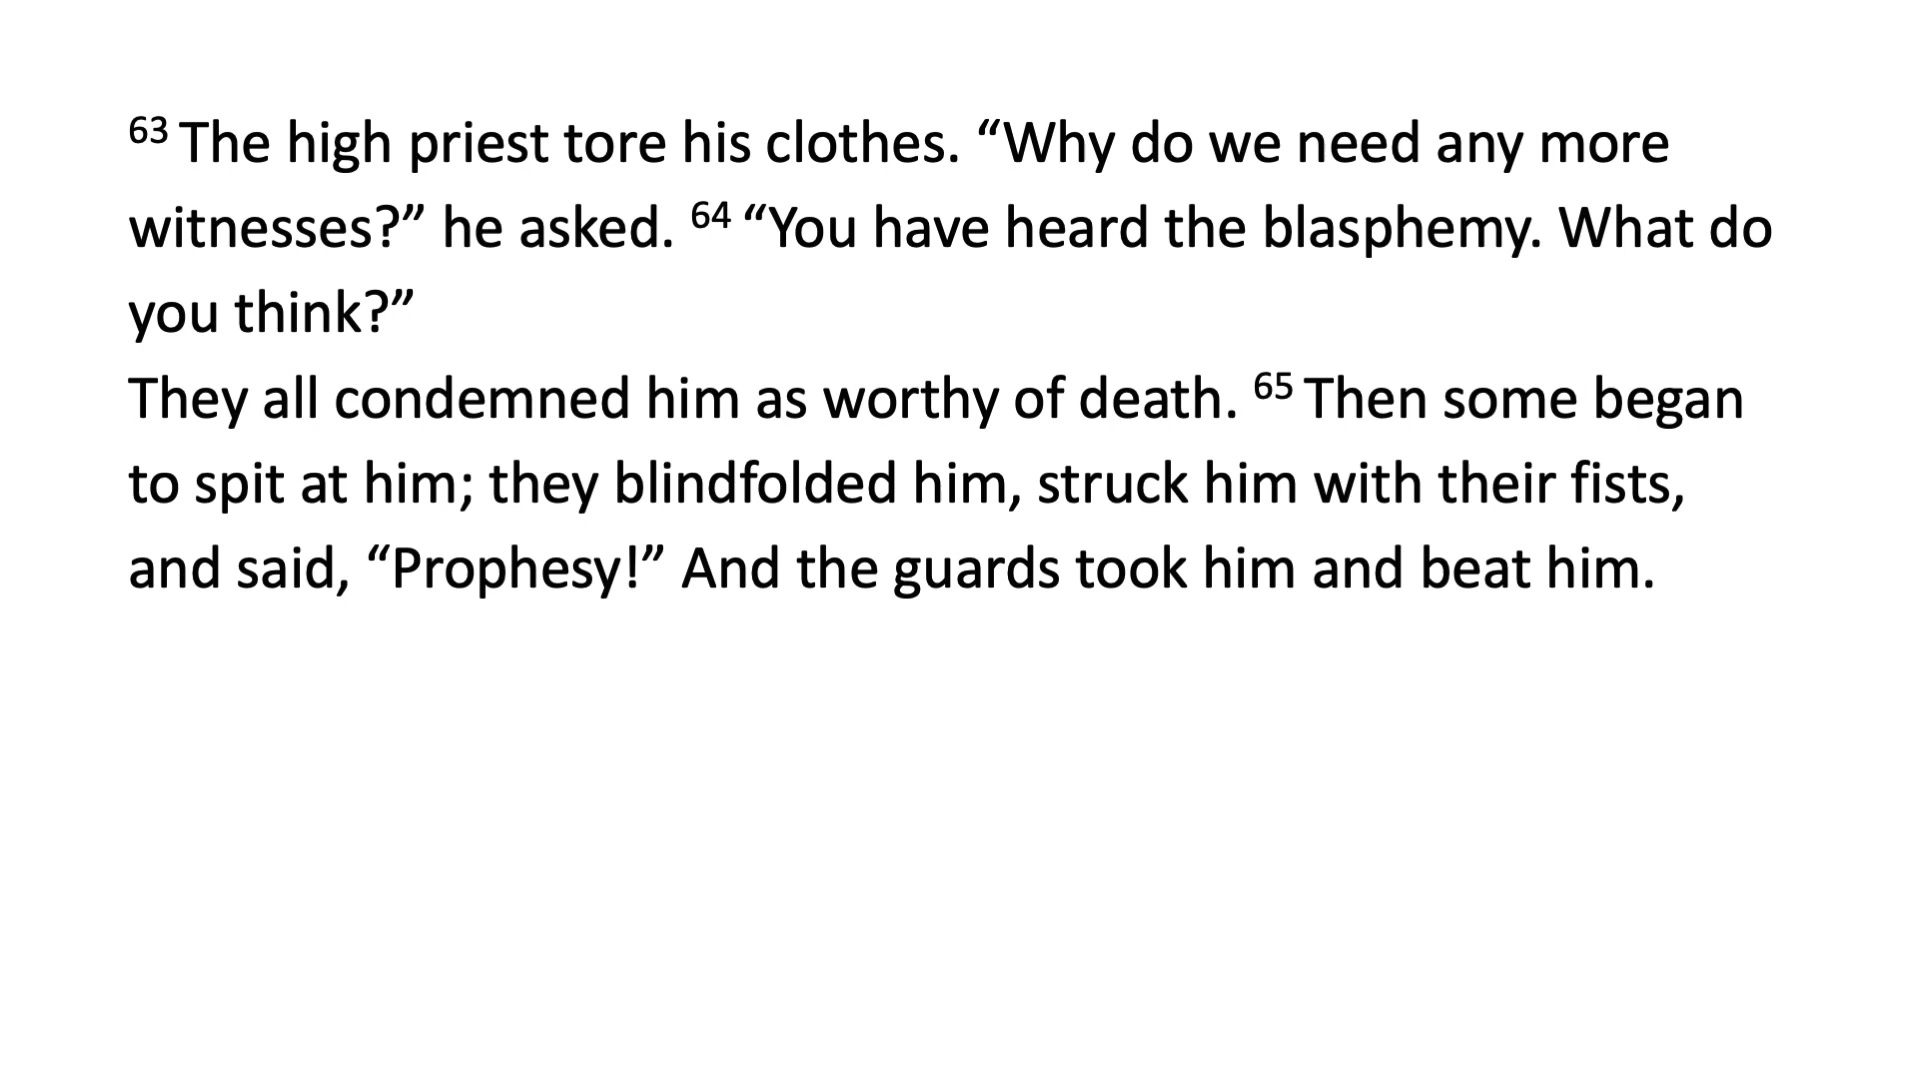 63 The high priest tore his clothes. “Why do we need any more
witnesses?” he asked. 64 “You have heard the blasphemy. What do
you think?”
They all condemned him as worthy of death. 65 Then some began
to spit at him; they blindfolded him, struck him with their fists,
and said, “Prophesy!” And the guards took him and beat him.